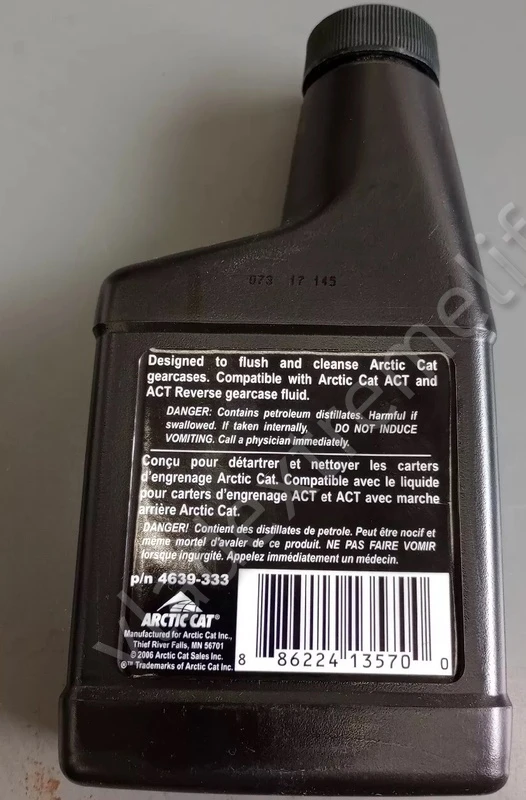 073 17 145
Designed to flush and cleanse Arctic Cat
gearcases. Compatible with Arctic Cat ACT and
ACT Reverse gearcase fluid.
DANGER: Contains petroleum distillates. Harmful if
swallowed. If taken internally, DO NOT INDUCE
VOMITING. Call a physician immediately.
Conçu pour détartrer et nettoyer les carters
d'engrenage Arctic Cat. Compatible avec le liquide
pour carters d'engrenage ACT et ACT avec marche
arrière Arctic Cat.
DANGER! Contient des distillates de petrole. Peut être nocif et
même mortel d'avaler de ce produit. NE PAS FAIRE VOMIR
lorsque ingurgité. Appelez immédiatement un médecin.
p/n 4639-333
ARCTIC CAT®
Manufactured for Arctic Cat Inc.,
Thief River Falls, MN 56701
© 2006 Arctic Cat Sales Inc.
®™ Trademarks of Arctic Cat Inc.
8 86224 13570 0